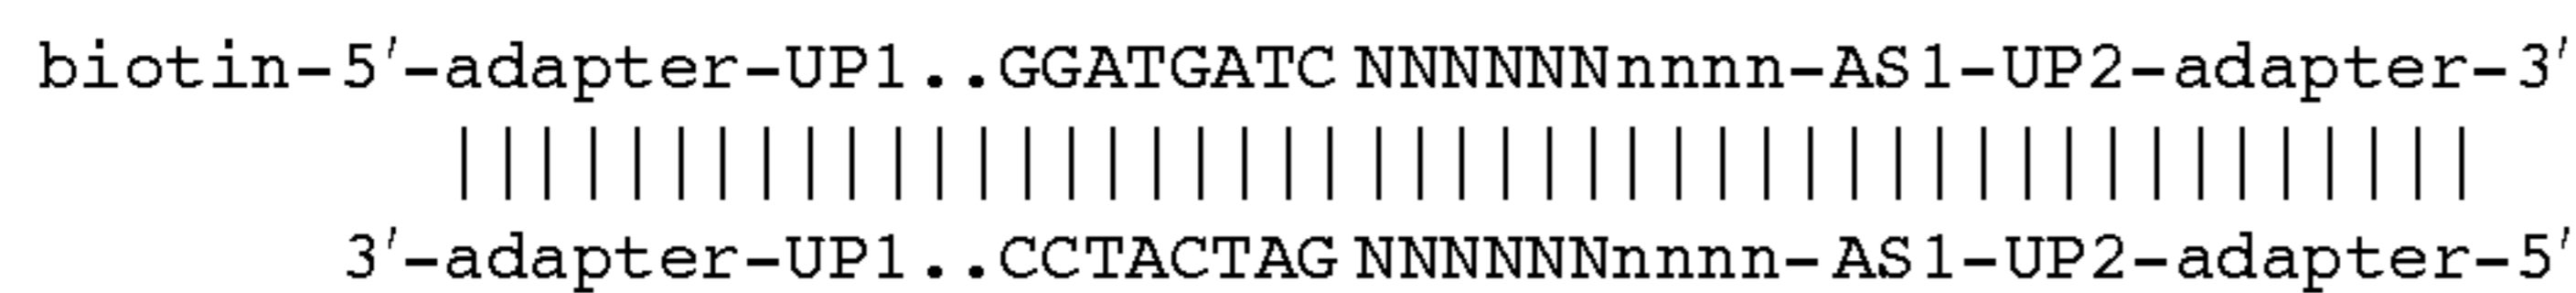 biotin-5'-adapter-UP1..GGATGATC NNNNNNnnnn-AS1-UP2-adapter-3'
|||||||||||||||||||||||||||||||||||||||||||||||
3'-adapter-UP1..CCTACTAG NNNNNNnnnn-AS1-UP2-adapter-5'